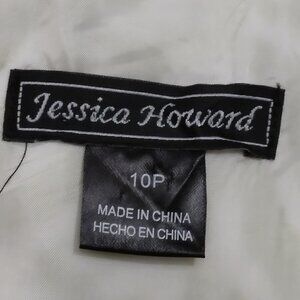 Jessica Howard
10P
MADE IN CHINA
HECHO EN CHINA